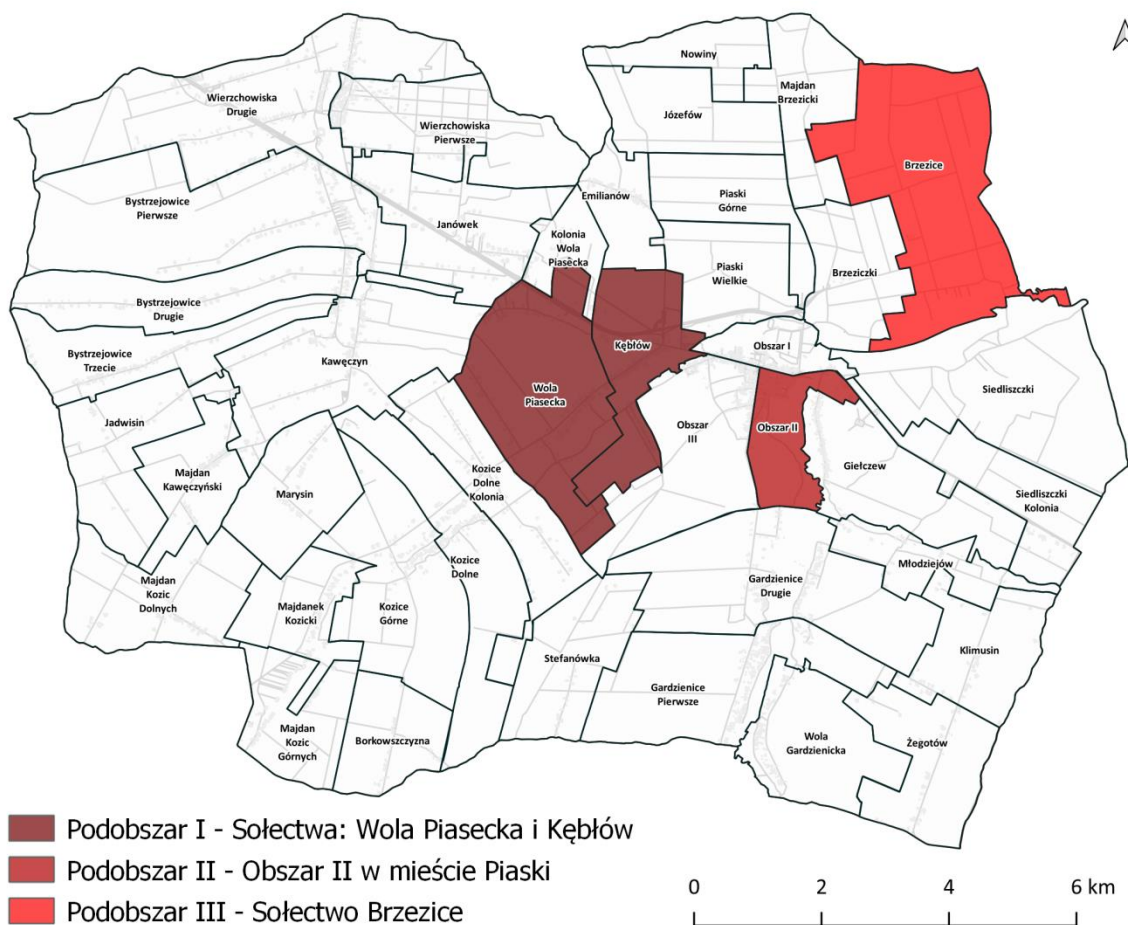 Nowiny
Majdan
Brzezicki
Wierzchowiska
Drugie
Józefów
Wierzchowiska
Pierwsze
Brzezice
Emilianów
Piaski
Górne
Bystrzejowice
Pierwsze
Janówek
Kolonia
Wola
Piasecka
Piaski
Wielkie
Brzeziczki
Bystrzejowice
Drugie
Kębłów
Obszar I
Bystrzejowice
Trzecie
Kawęczyn
Wola
Piasecka
Siedliszczki
Jadwisin
Obszar
III
Obszar II
Majdan
Kawęczyński
Marysin
Kozice
Dolne
Kolonia
Giełczew
Siedliszczki
Kolonia
Kozice
Dolne
Młodziejów
Majdan
Kozic
Dolnych
Majdanek
Kozicki
Kozice
Górne
Gardzienice
Drugie
Stefanówka
Klimusin
Gardzienice
Pierwsze
Majdan
Kozic
Górnych
Borkowszczyzna
Wola
Gardzienicka
Żegotów
Podobszar I - Sołectwa: Wola Piasecka i Kębłów
Podobszar II - Obszar II w mieście Piaski
Podobszar III - Sołectwo Brzezice
0 2 4 6 km